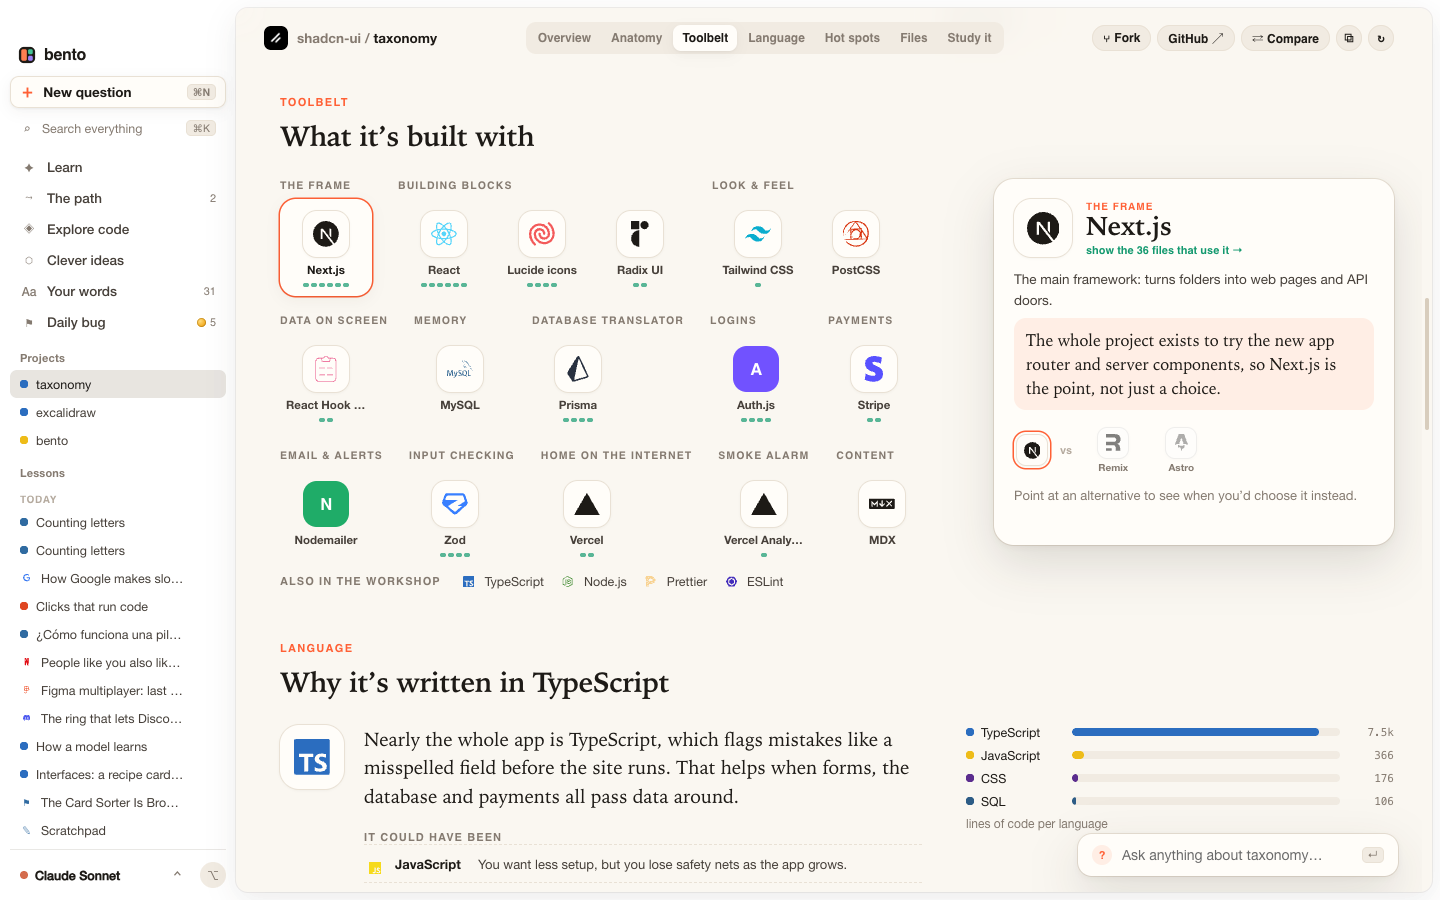 bento
New question
⌘N
Search everything
⌘K
Learn
The path
2
Explore code
Clever ideas
Aa
Your words
31
Daily bug
5
Projects
taxonomy
excalidraw
bento
Lessons
TODAY
Counting letters
Counting letters
How Google makes slo…
Clicks that run code
¿Cómo funciona una pil…
People like you also lik…
Figma multiplayer: last …
The ring that lets Disco…
How a model learns
Interfaces: a recipe card…
The Card Sorter Is Bro…
Scratchpad
Claude Sonnet
shadcn-ui / taxonomy
Overview
Anatomy
Toolbelt
Language
Hot spots
Files
Study it
Fork
GitHub ↗
Compare
TOOLBELT
What it's built with
THE FRAME
BUILDING BLOCKS
LOOK & FEEL
Next.js
React
Lucide icons
Radix UI
Tailwind CSS
PostCSS
DATA ON SCREEN
MEMORY
DATABASE TRANSLATOR
LOGINS
PAYMENTS
MySQL
A
React Hook …
MySQL
Prisma
Auth.js
Stripe
EMAIL & ALERTS
INPUT CHECKING
HOME ON THE INTERNET
SMOKE ALARM
CONTENT
N
Nodemailer
Zod
Vercel
Vercel Analy…
MDX
ALSO IN THE WORKSHOP
TS
TypeScript
Node.js
Prettier
ESLint
THE FRAME
Next.js
show the 36 files that use it →
The main framework: turns folders into web pages and API
doors.
The whole project exists to try the new app
router and server components, so Next.js is
the point, not just a choice.
vs
Remix
Astro
Point at an alternative to see when you'd choose it instead.
LANGUAGE
Why it's written in TypeScript
TS
Nearly the whole app is TypeScript, which flags mistakes like a
misspelled field before the site runs. That helps when forms, the
database and payments all pass data around.
IT COULD HAVE BEEN
JavaScript
You want less setup, but you lose safety nets as the app grows.
TypeScript
7.5k
JavaScript
366
CSS
176
SQL
106
lines of code per language
? Ask anything about taxonomy…